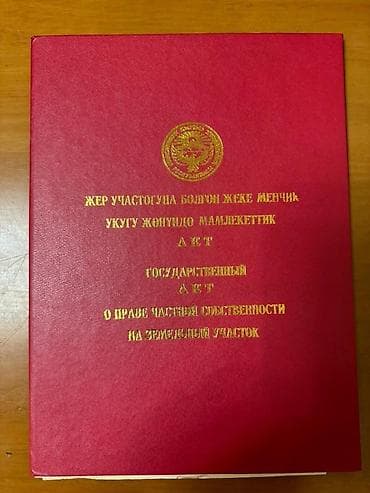 ЖЕР УЧАСТОГУНА БОЛГОН ЖЕКЕ МЕНЧИК
УКУГУ ЖӨНҮНДӨ МАМЛЕКЕТТИК
АКТ
ГОСУДАРСТВЕННЫЙ
АКТ
О ПРАВЕ ЧАСТНОЙ СОБСТВЕННОСТИ
НА ЗЕМЕЛЬНЫЙ УЧАСТОК